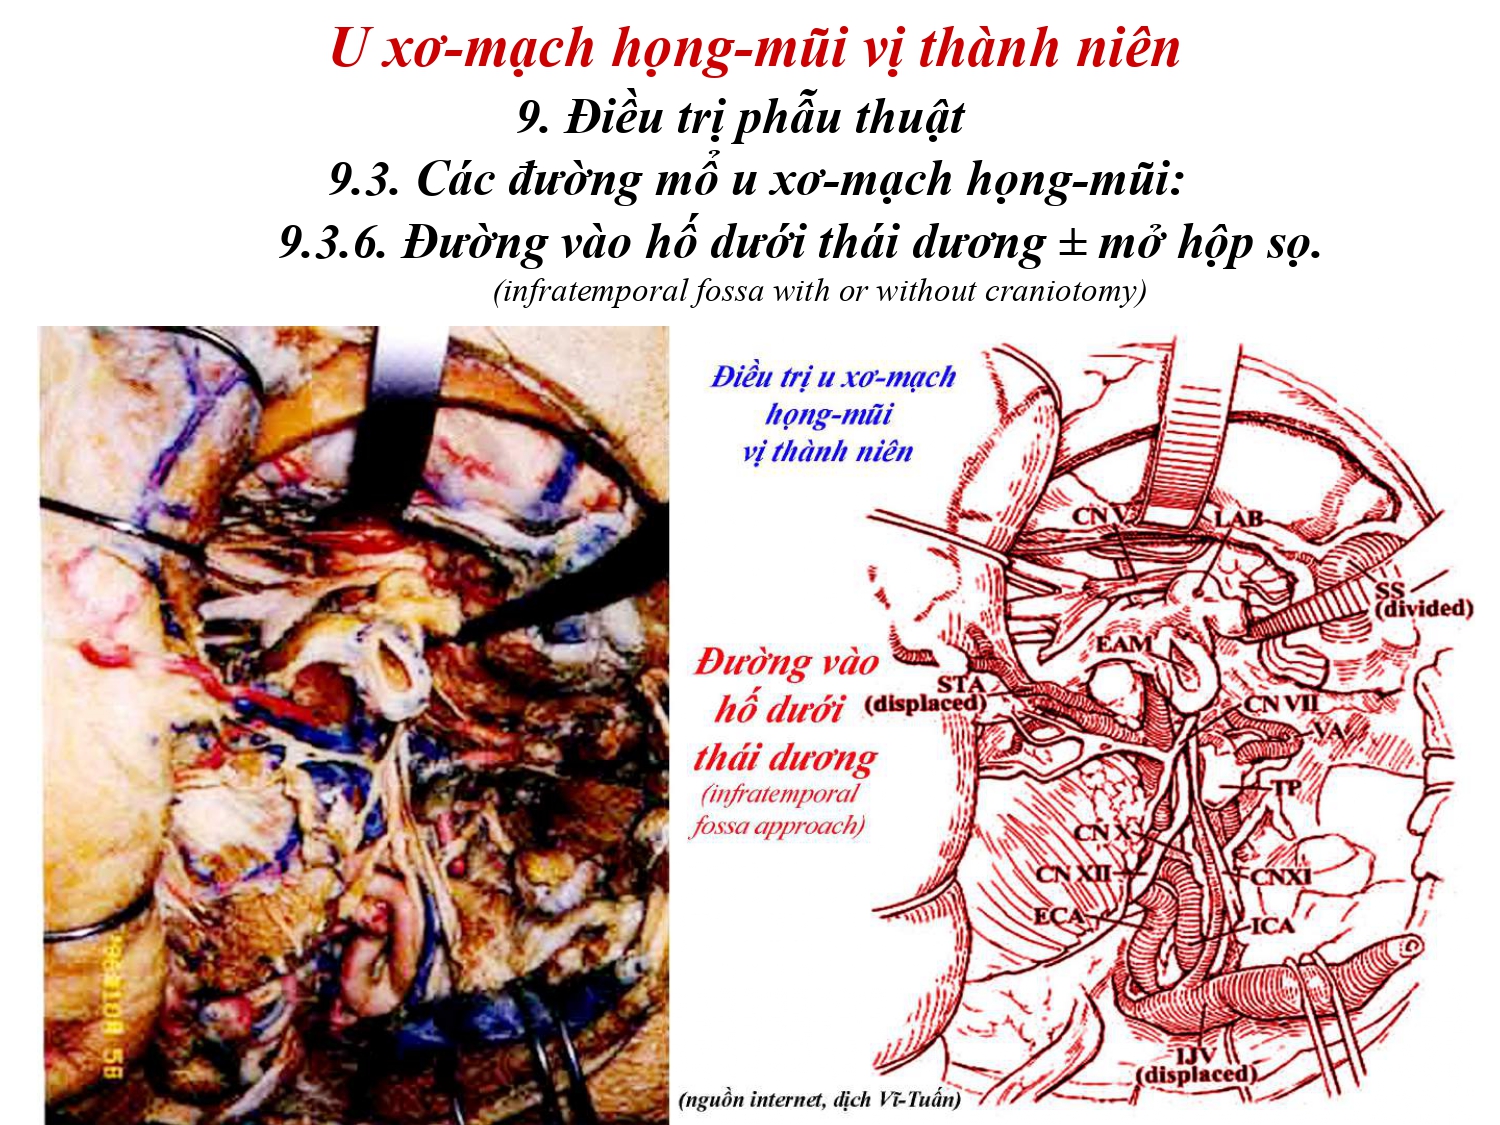 U xơ-mạch họng-mũi vị thành niên
9. Điều trị phẫu thuật
9.3. Các đường mổ u xơ-mạch họng-mũi:
9.3.6. Đường vào hố dưới thái dương ± mở hộp sọ.
(infratemporal fossa with or without craniotomy)
Điều trị u xơ-mạch
họng-mũi
vị thành niên
Đường vào
hố dưới
thái dương
(infratemporal
fossa approach)
CN V
LAB
SS
(divided)
EAM
STA
(displaced)
CN VII
VA
TP
CN X
CN XII
CNXI
ECA
ICA
IJV
(displaced)
(nguồn internet, dịch Vĩ-Tuấn)